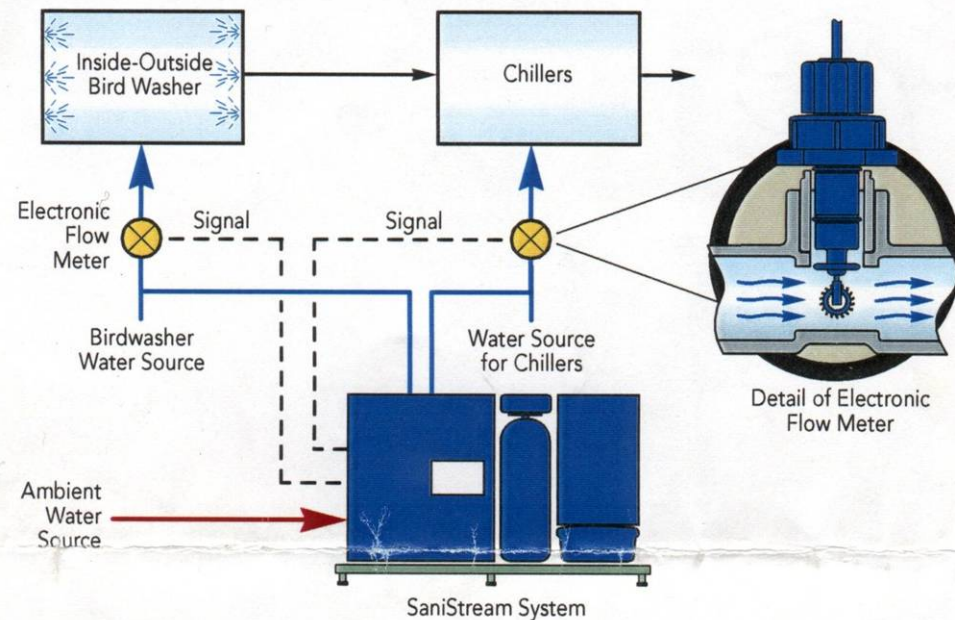 Inside-Outside
Bird Washer
Chillers
Electronic
Flow
Meter
Signal
Signal
Birdwasher
Water Source
Water Source
for Chillers
Detail of Electronic
Flow Meter
Ambient
Water
Source
SaniStream System